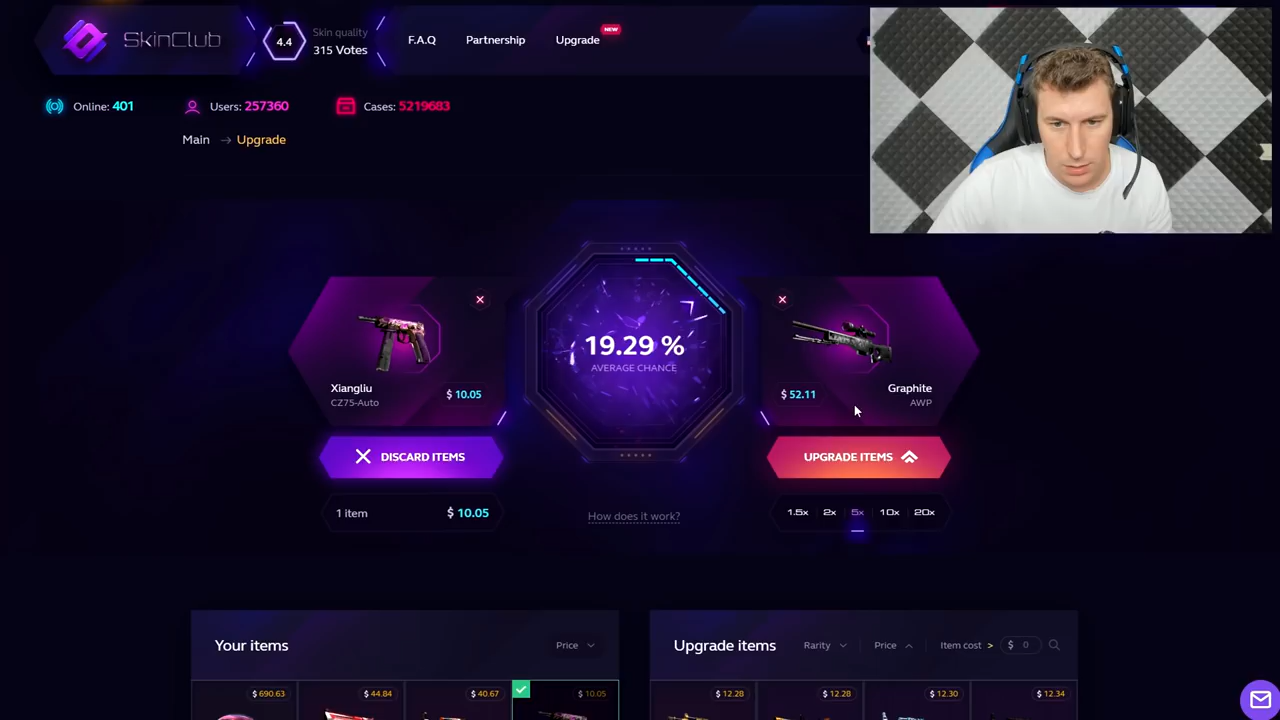 SkinClub
4.4
Skin quality
315 Votes
F.A.Q
Partnership
Upgrade
NEW
Online: 401
Users: 257360
Cases: 5219683
Main → Upgrade
Xiangliu
CZ75-Auto
$ 10.05
19.29 %
AVERAGE CHANCE
$ 52.11
Graphite
AWP
DISCARD ITEMS
UPGRADE ITEMS
1 item
$ 10.05
How does it work?
1.5x 2x 5x 10x 20x
Your items
Price
Upgrade items
Rarity
Price
Item cost > $ 0
$ 690.63
$ 44.84
$ 40.67
$ 10.05
$ 12.28
$ 12.28
$ 12.30
$ 12.34